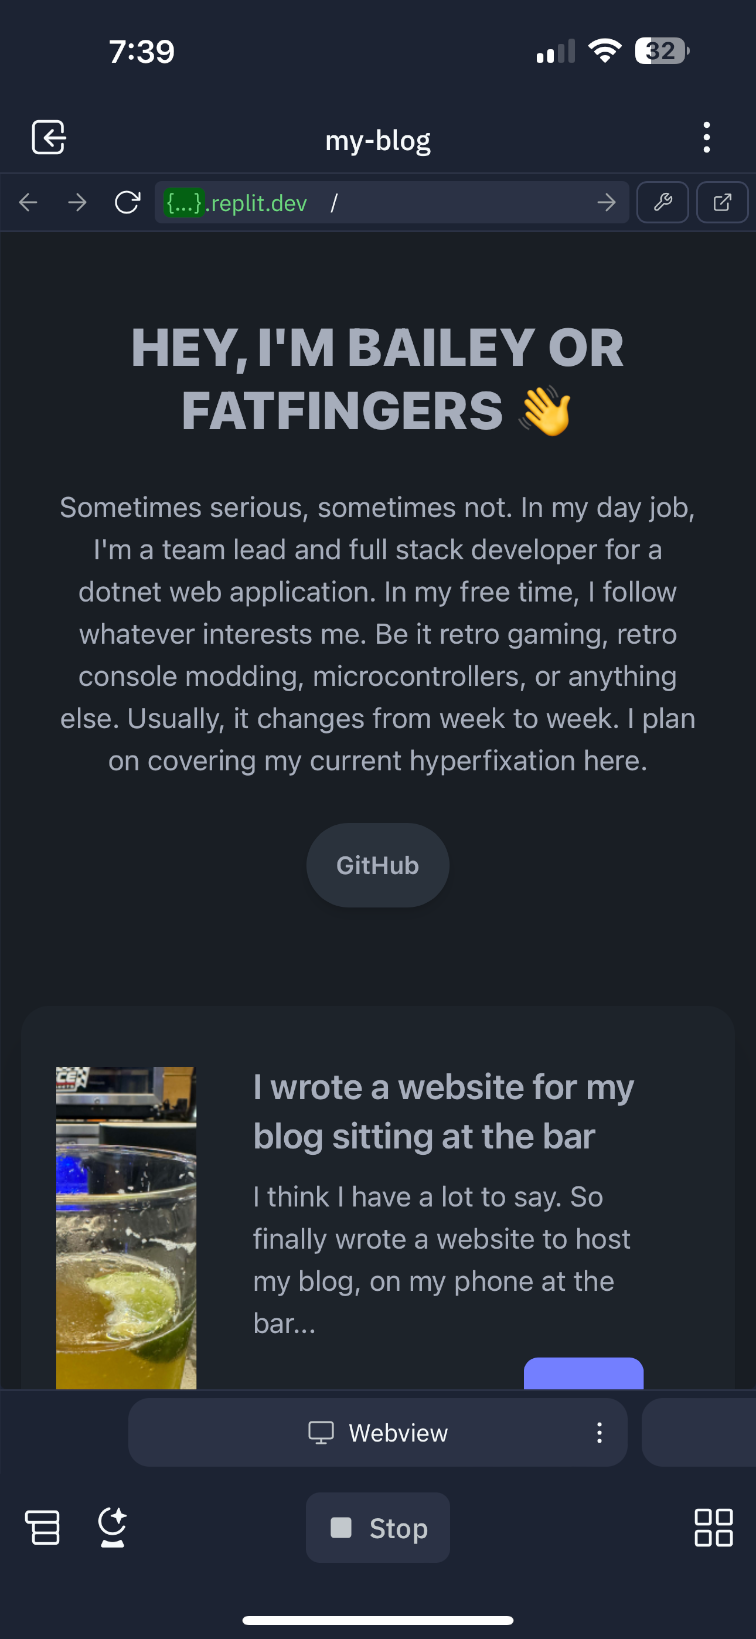 7:39
32
my-blog
{...}.replit.dev /
HEY, I'M BAILEY OR
FATFINGERS 👋
Sometimes serious, sometimes not. In my day job,
I'm a team lead and full stack developer for a
dotnet web application. In my free time, I follow
whatever interests me. Be it retro gaming, retro
console modding, microcontrollers, or anything
else. Usually, it changes from week to week. I plan
on covering my current hyperfixation here.
GitHub
I wrote a website for my
blog sitting at the bar
I think I have a lot to say. So
finally wrote a website to host
my blog, on my phone at the
bar...
Webview
Stop